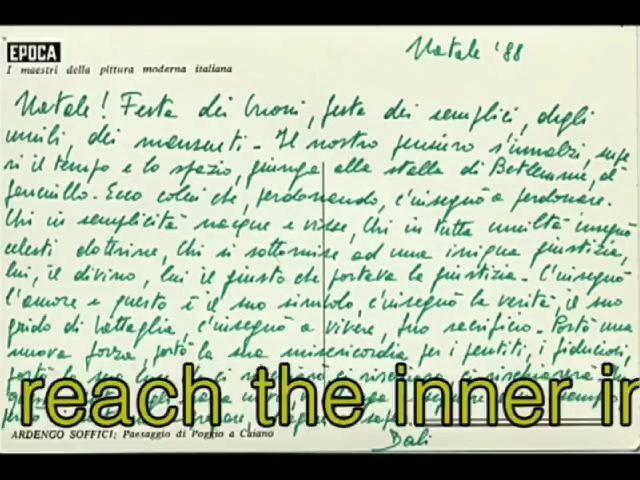 EPOCA
I maestri della pittura moderna italiana
Natale '88
Natale! Festa dei buoni, festa dei semplici, degli
umili, dei mansueti - Il nostro pensiero s'innalzi, supe
ri il tempo e lo spazio, giunga alla stalla di Betlemme, al
fanciullo. Ecco colui che, perdonando, c'insegnò a perdonare.
Chi in semplicità nacque e visse, Chi in tutta umiltà insegnò
celesti dottrine, Chi si sottomise ad una iniqua giustizia,
lui, il divino, lui il giusto che portava la giustizia - C'insegnò
l'amore e questo è il suo simbolo, c'insegnò la verità, il suo
grido di battaglia, c'insegnò a vivere, suo sacrificio - Portò una
nuova forza, portò la sua misericordia per i pentiti, i fiduciosi,
portò la sua
reach the inner in
ARDENGO SOFFICI: Paesaggio di Poggio a Caiano